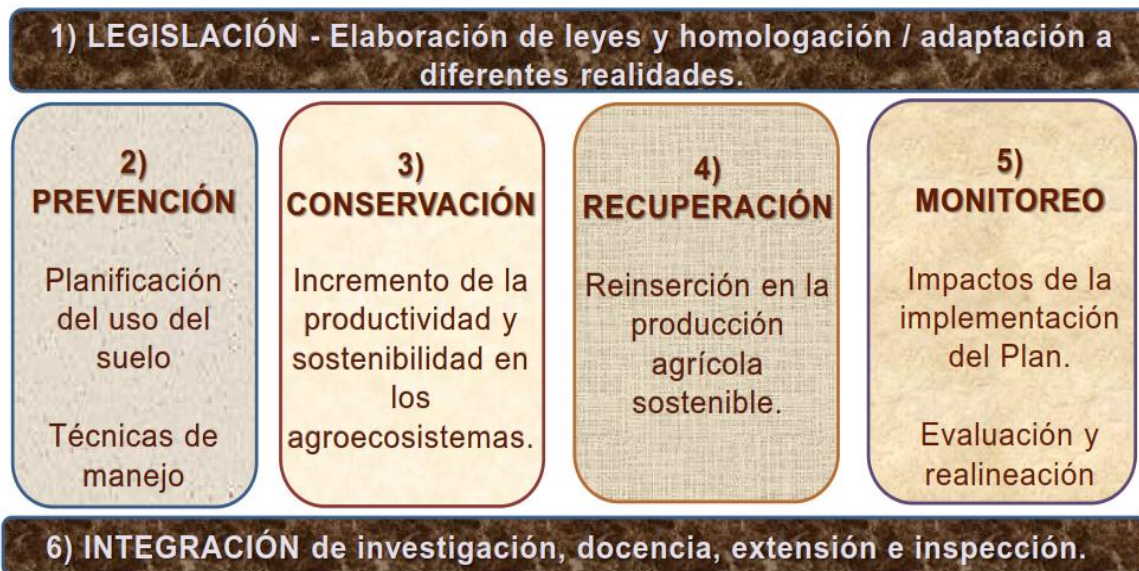 1) LEGISLACIÓN - Elaboración de leyes y homologación / adaptación a
diferentes realidades.
2)
PREVENCIÓN
Planificación
del uso del
suelo
Técnicas de
manejo
3)
CONSERVACIÓN
Incremento de la
productividad y
sostenibilidad en
los
agroecosistemas.
4)
RECUPERACIÓN
Reinserción en la
producción
agrícola
sostenible.
5)
MONITOREO
Impactos de la
implementación
del Plan.
Evaluación y
realineación
6) INTEGRACIÓN de investigación, docencia, extensión e inspección.